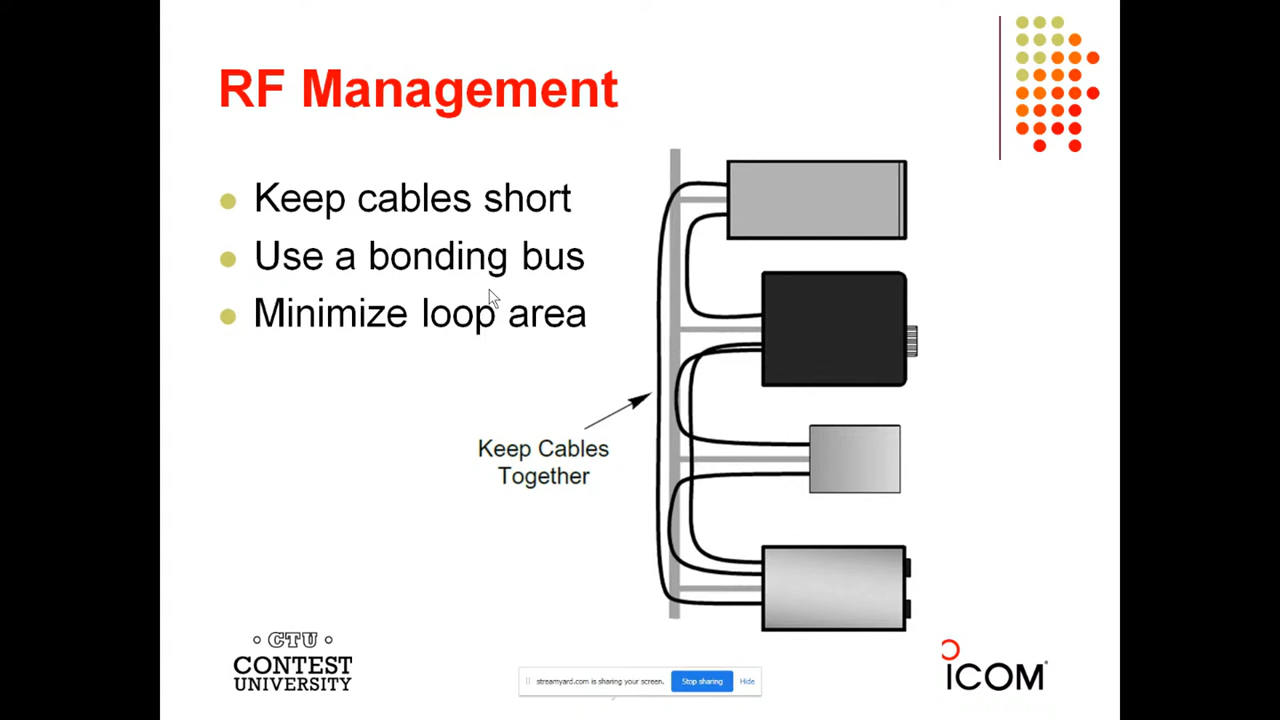 RF Management
Keep cables short
Use a bonding bus
Minimize loop area
Keep Cables
Together
CTU
CONTEST
UNIVERSITY
streamyard.com is sharing your screen.
Stop sharing
Hide
ICOM